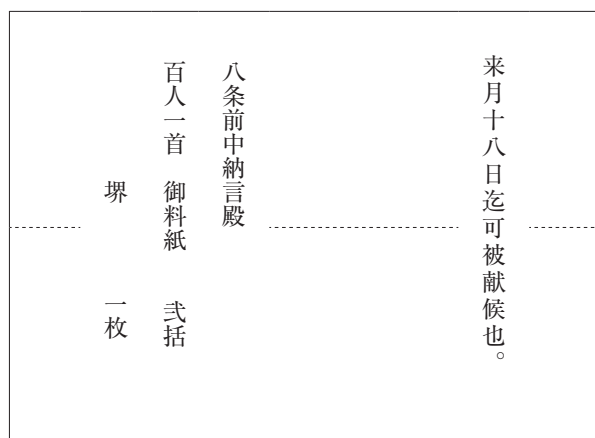 来月十八日迄可被献候也。
八条前中納言殿
百人一首　御料紙　弐括
堺　一枚